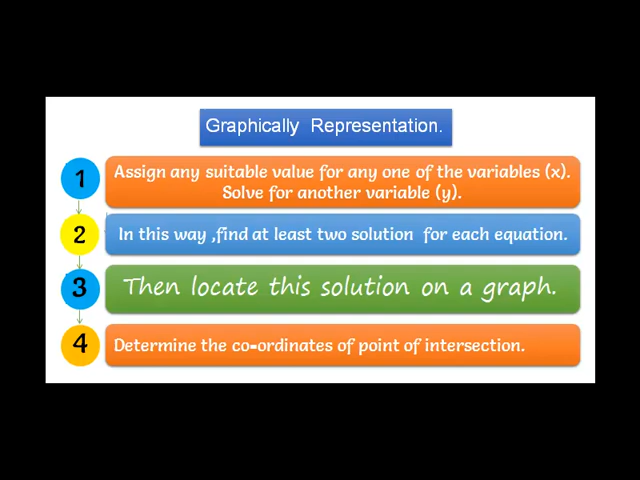 Graphically Representation.
1
Assign any suitable value for any one of the variables (x).
Solve for another variable (y).
2
In this way ,find at least two solution for each equation.
3
Then locate this solution on a graph.
4
Determine the co-ordinates of point of intersection.